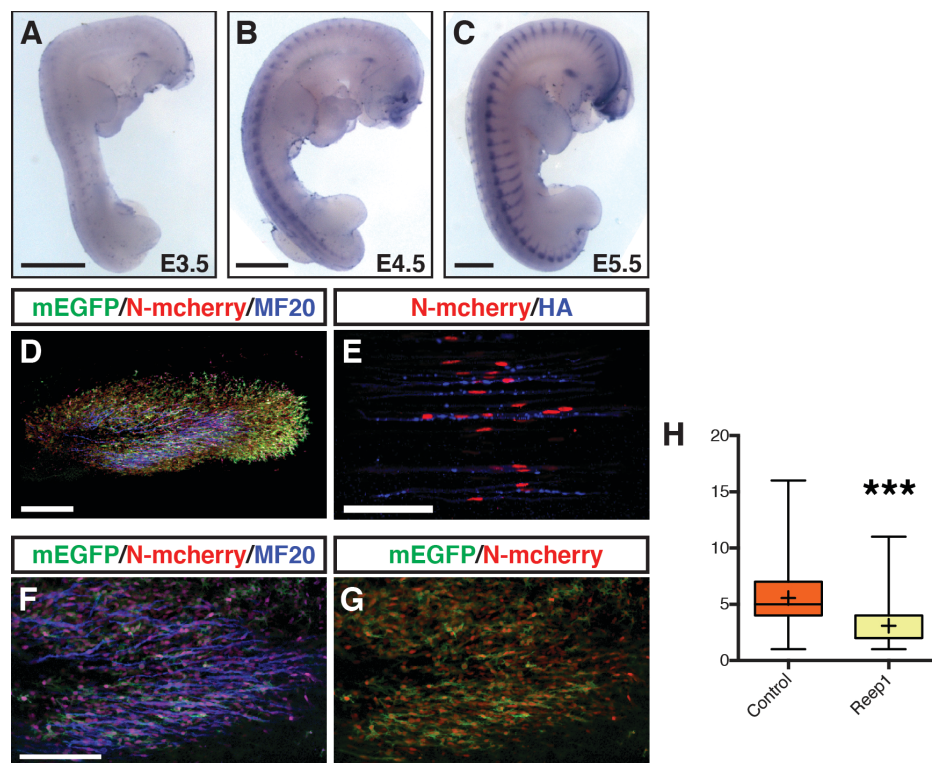 A
B
C
E3.5
E4.5
E5.5
mEGFP/N-mcherry/MF20
N-mcherry/HA
D
E
mEGFP/N-mcherry/MF20
mEGFP/N-mcherry
F
G
H
20
15
10
5
0
***
Control
Reep1